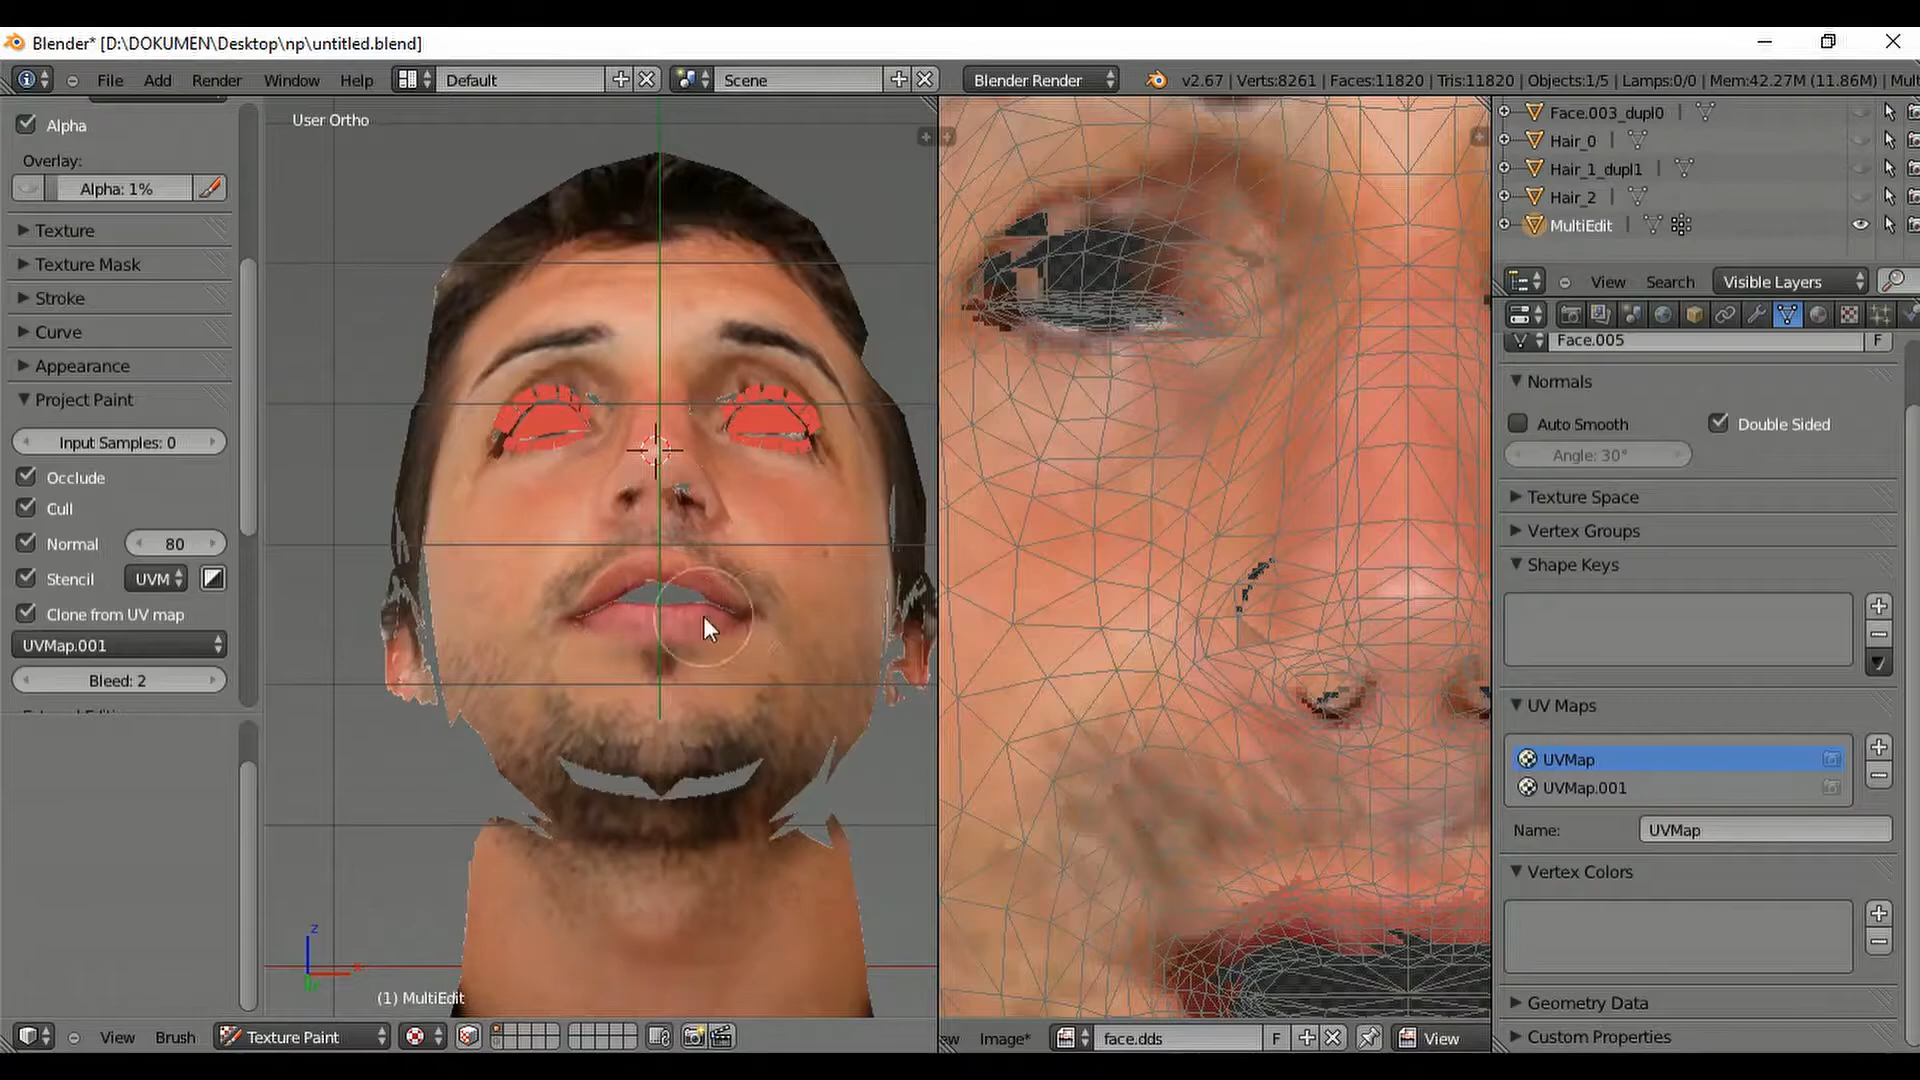 Blender* [D:\DOKUMEN\Desktop\np\untitled.blend]
File Add Render Window Help Default Scene Blender Render v2.67 | Verts:8261 | Faces:11820 | Tris:11820 | Objects:1/5 | Lamps:0/0 | Mem:42.27M (11.86M) | Mult
Alpha
Overlay:
Alpha: 1%
Texture
Texture Mask
Stroke
Curve
Appearance
Project Paint
Input Samples: 0
Occlude
Cull
Normal 80
Stencil UVM
Clone from UV map
UVMap.001
Bleed: 2
User Ortho
z
x
(1) MultiEdit
View Brush Texture Paint
Image* face.dds F View
Face.003_dupl0
Hair_0
Hair_1_dupl1
Hair_2
MultiEdit
View Search Visible Layers
Face.005 F
Normals
Auto Smooth Double Sided
Angle: 30°
Texture Space
Vertex Groups
Shape Keys
UV Maps
UVMap
UVMap.001
Name: UVMap
Vertex Colors
Geometry Data
Custom Properties